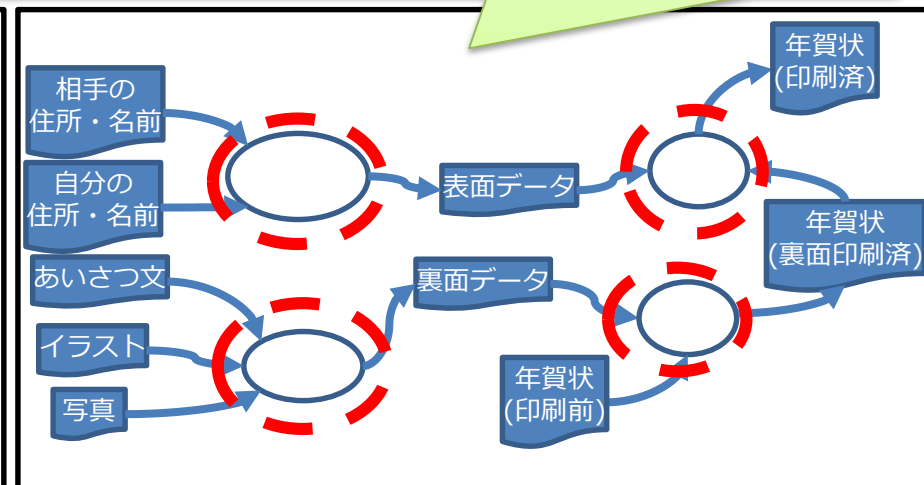 相手の
住所・名前
自分の
住所・名前
あいさつ文
イラスト
写真
表面データ
裏面データ
年賀状
(印刷前)
年賀状
(印刷済)
年賀状
(裏面印刷済)